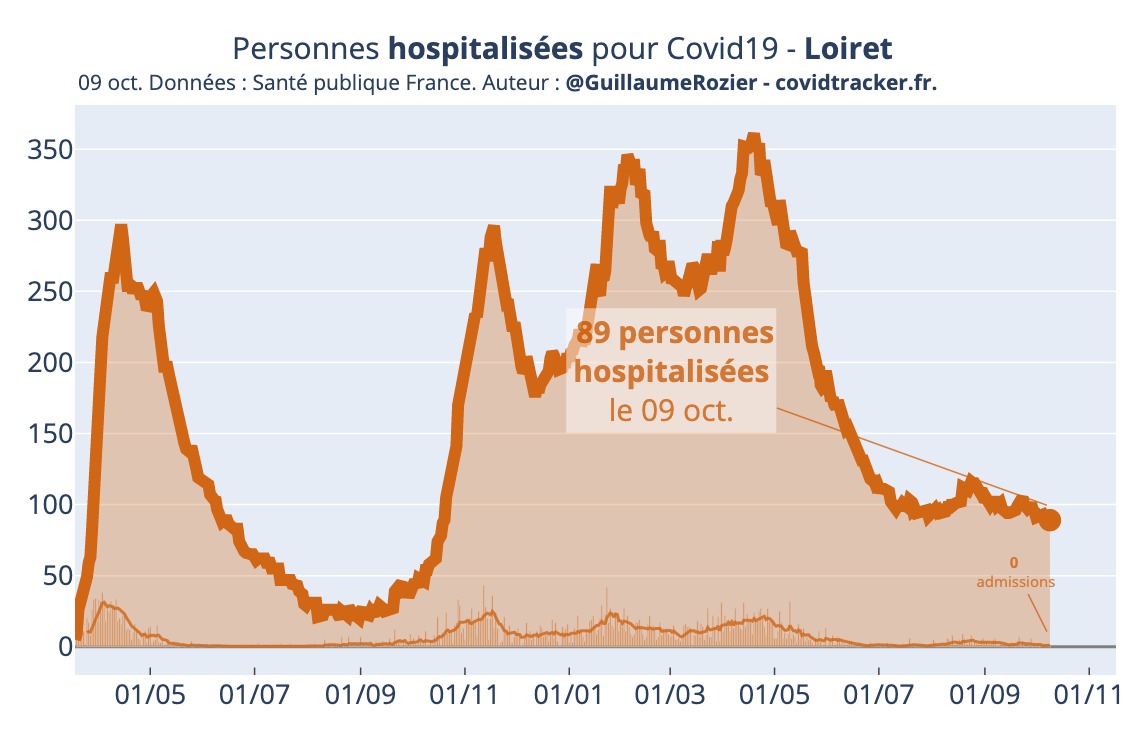 Personnes hospitalisées pour Covid19 - Loiret
09 oct. Données : Santé publique France. Auteur : @GuillaumeRozier - covidtracker.fr.
350
300
250
200
150
100
50
0
89 personnes
hospitalisées
le 09 oct.
0
admissions
01/05 01/07 01/09 01/11 01/01 01/03 01/05 01/07 01/09 01/11